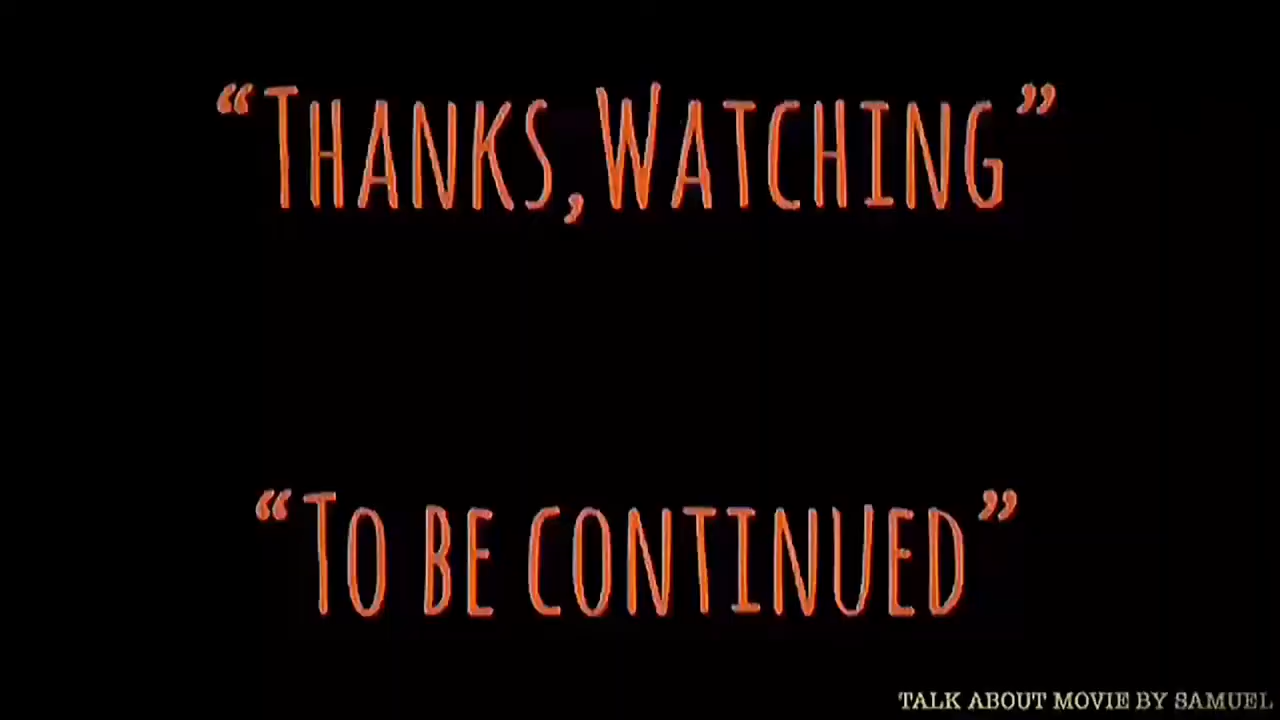 “Thanks,Watching”
“To be continued”
TALK ABOUT MOVIE BY SAMUEL